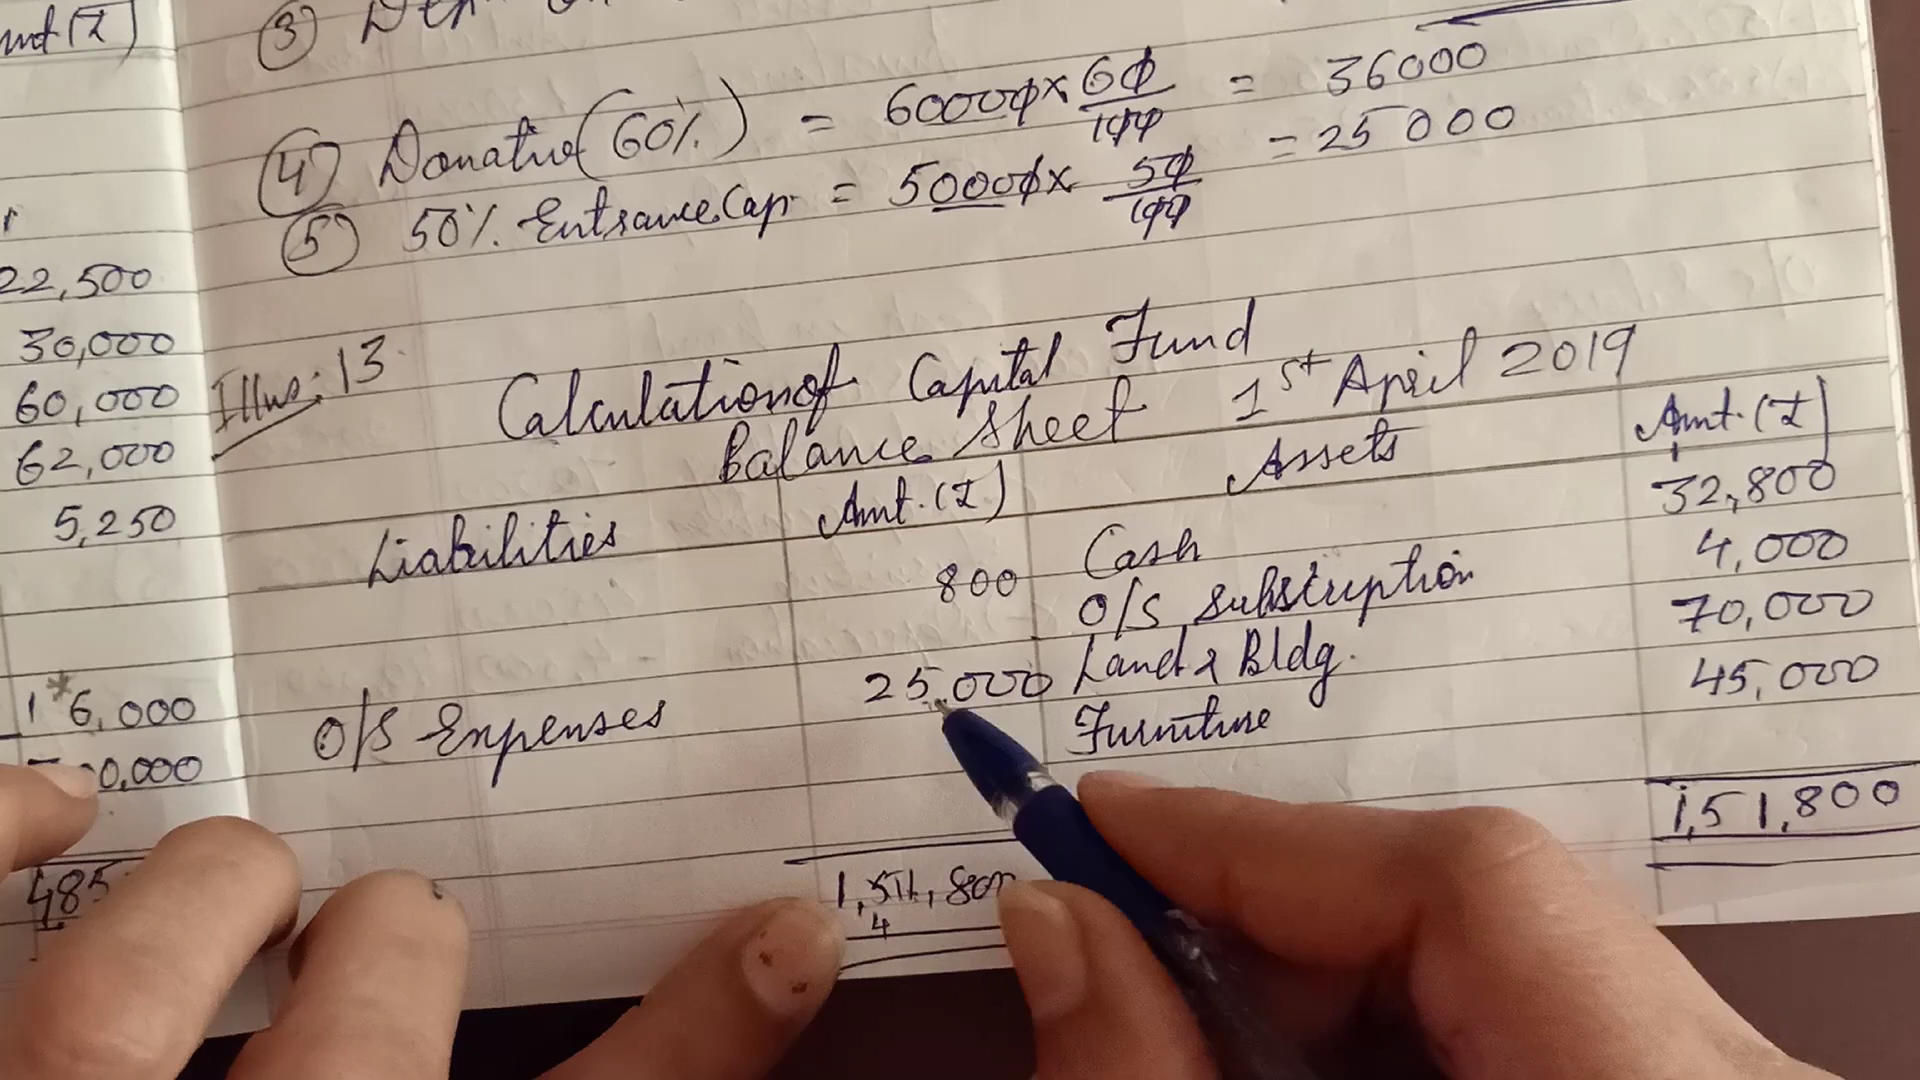 22,500
30,000
60,000
62,000
5,250
6,000
0,000
485
(3)
(4) Donation (60%) = 60000 x 60/100 = 36000
(5) 50% Entrance Cap. = 50000 x 50/100 = 25000
Illus: 13
Calculation of Capital Fund
Balance Sheet 1st April 2019
Liabilities Amt. (₹) Assets Amt. (₹)
800 Cash 32,800
O/S Subscription 4,000
O/S Expenses 25,000 Land & Bldg. 70,000
Furniture 45,000
1,51,800